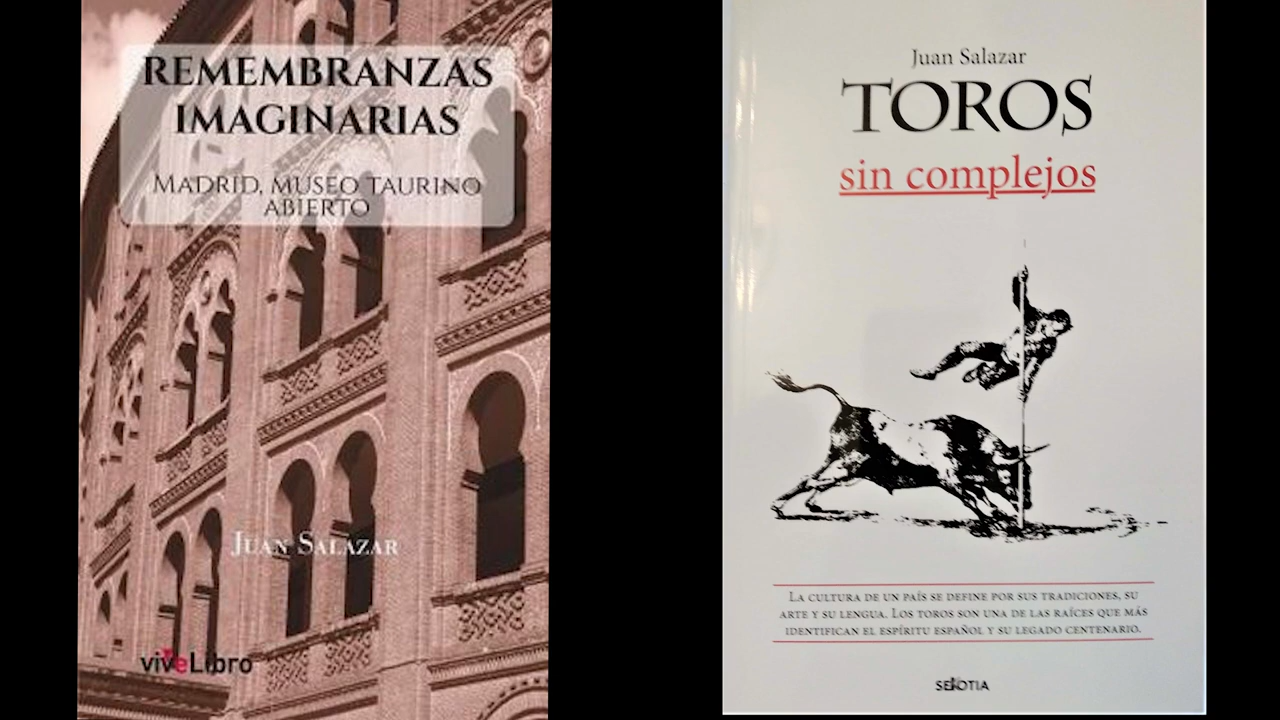 REMEMBRANZAS
IMAGINARIAS
MADRID, MUSEO TAURINO
ABIERTO
JUAN SALAZAR
viveLibro
Juan Salazar
TOROS
sin complejos
LA CULTURA DE UN PAÍS SE DEFINE POR SUS TRADICIONES, SU
ARTE Y SU LENGUA. LOS TOROS SON UNA DE LAS RAÍCES QUE MÁS
IDENTIFICAN EL ESPÍRITU ESPAÑOL Y SU LEGADO CENTENARIO.
SEKOTIA